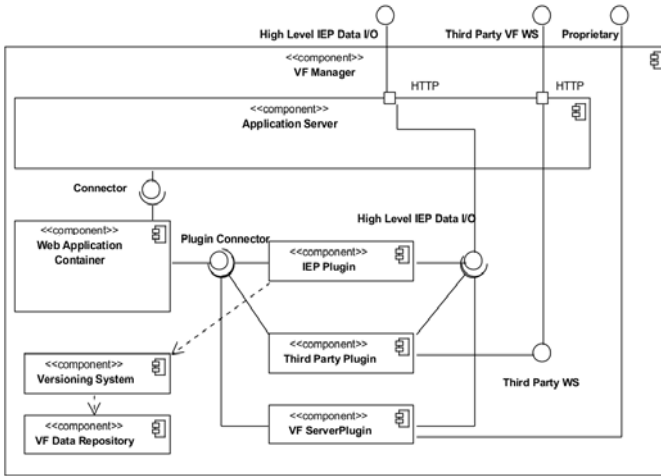 High Level IEP Data I/O
Third Party VF WS
Proprietary
<<component>>
VF Manager
HTTP
HTTP
<<component>>
Application Server
Connector
High Level IEP Data I/O
<<component>>
Web Application
Container
Plugin Connector
<<component>>
IEP Plugin
<<component>>
Third Party Plugin
<<component>>
Versioning System
Third Party WS
<<component>>
VF Data Repository
<<component>>
VF ServerPlugin